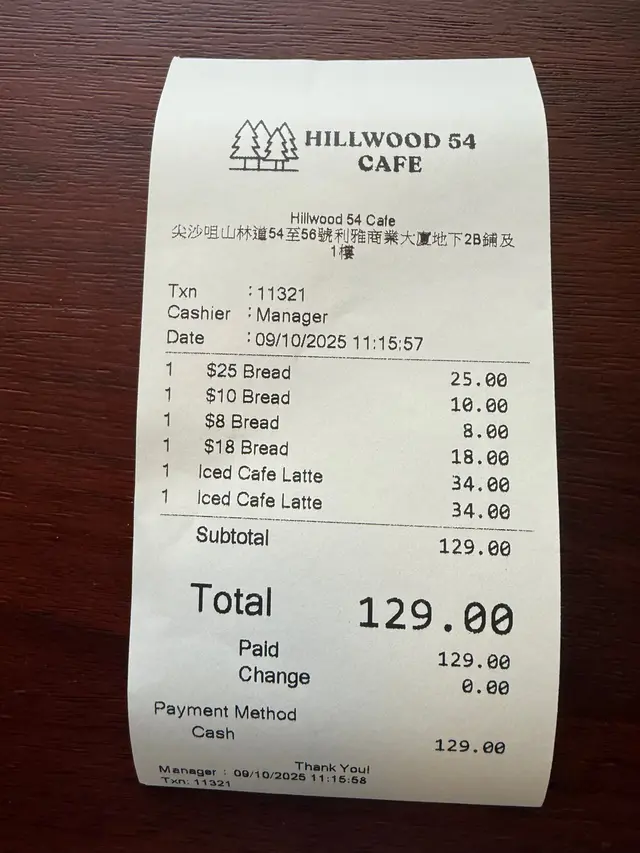 HILLWOOD 54
CAFE
Hillwood 54 Cafe
尖沙咀山林道54至56號利雅商業大廈地下2B鋪及
1樓
Txn : 11321
Cashier : Manager
Date : 09/10/2025 11:15:57
1 $25 Bread 25.00
1 $10 Bread 10.00
1 $8 Bread 8.00
1 $18 Bread 18.00
1 Iced Cafe Latte 34.00
1 Iced Cafe Latte 34.00
Subtotal 129.00
Total 129.00
Paid 129.00
Change 0.00
Payment Method
Cash 129.00
Thank You!
Manager : 09/10/2025 11:15:58
Txn: 11321